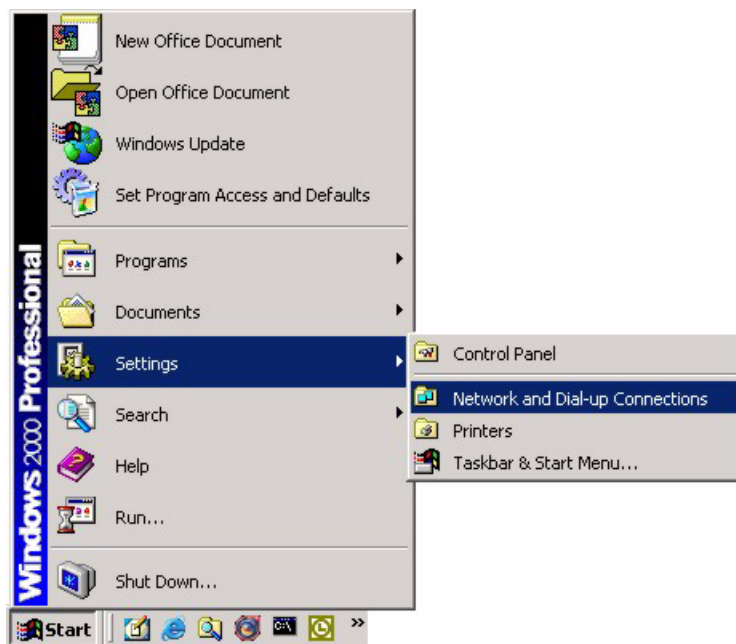 New Office Document
Open Office Document
Windows Update
Set Program Access and Defaults
Programs
Documents
Settings
Search
Help
Run...
Shut Down...
Control Panel
Network and Dial-up Connections
Printers
Taskbar & Start Menu...
Windows 2000 Professional
Start
C:\
»